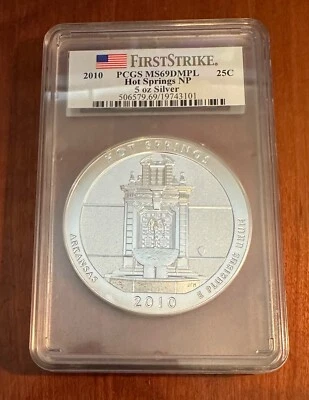 FIRSTSTRIKE.
2010 PCGS MS69DMPL 25C
Hot Springs NP
5 oz Silver
506579.69/19743101
HOT SPRINGS
ARKANSAS
2010
E PLURIBUS UNUM